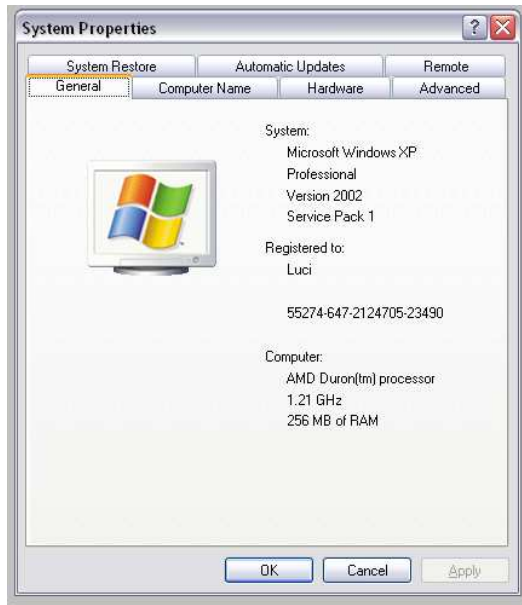 System Properties
System Restore Automatic Updates Remote
General Computer Name Hardware Advanced
System:
Microsoft Windows XP
Professional
Version 2002
Service Pack 1
Registered to:
Luci
55274-647-2124705-23490
Computer:
AMD Duron(tm) processor
1.21 GHz
256 MB of RAM
OK Cancel Apply